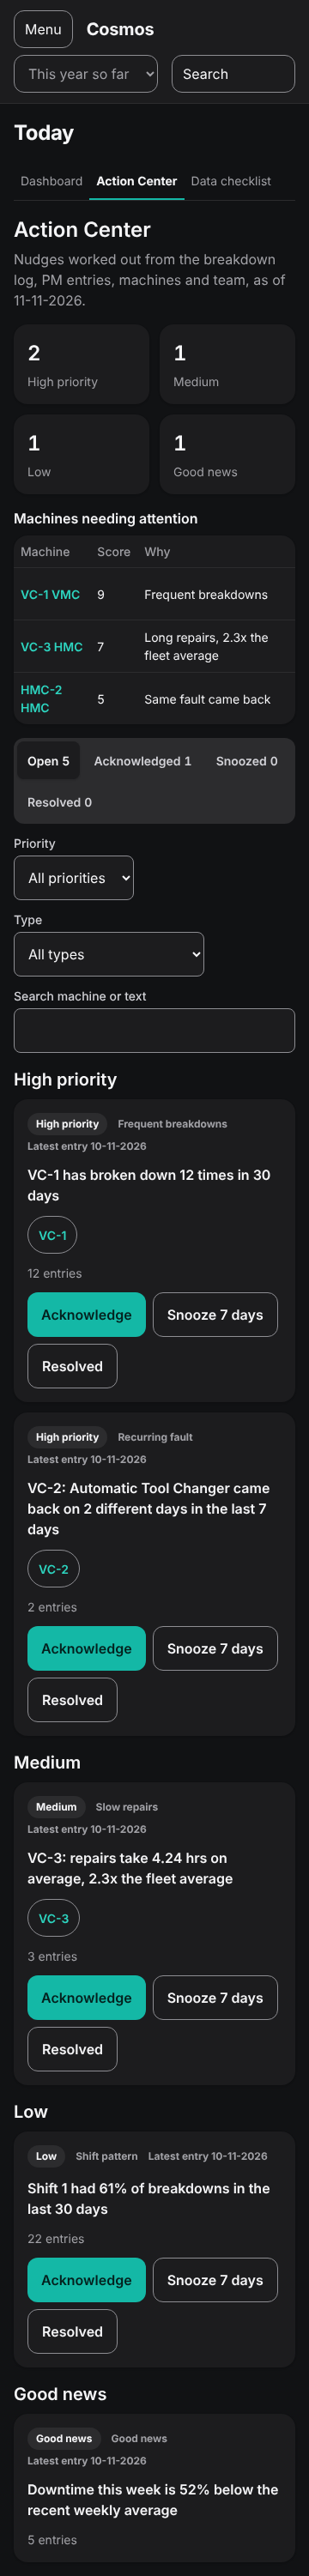 Menu Cosmos
This year so far Search
Today
Dashboard Action Center Data checklist
Action Center
Nudges worked out from the breakdown
log, PM entries, machines and team, as of
11-11-2026.
2 1
High priority Medium
1 1
Low Good news
Machines needing attention
Machine Score Why
VC-1 VMC 9 Frequent breakdowns
VC-3 HMC 7 Long repairs, 2.3x the
fleet average
HMC-2
HMC 5 Same fault came back
Open 5 Acknowledged 1 Snoozed 0
Resolved 0
Priority
All priorities
Type
All types
Search machine or text
High priority
High priority Frequent breakdowns
Latest entry 10-11-2026
VC-1 has broken down 12 times in 30
days
VC-1
12 entries
Acknowledge Snooze 7 days
Resolved
High priority Recurring fault
Latest entry 10-11-2026
VC-2: Automatic Tool Changer came
back on 2 different days in the last 7
days
VC-2
2 entries
Acknowledge Snooze 7 days
Resolved
Medium
Medium Slow repairs
Latest entry 10-11-2026
VC-3: repairs take 4.24 hrs on
average, 2.3x the fleet average
VC-3
3 entries
Acknowledge Snooze 7 days
Resolved
Low
Low Shift pattern Latest entry 10-11-2026
Shift 1 had 61% of breakdowns in the
last 30 days
22 entries
Acknowledge Snooze 7 days
Resolved
Good news
Good news Good news
Latest entry 10-11-2026
Downtime this week is 52% below the
recent weekly average
5 entries